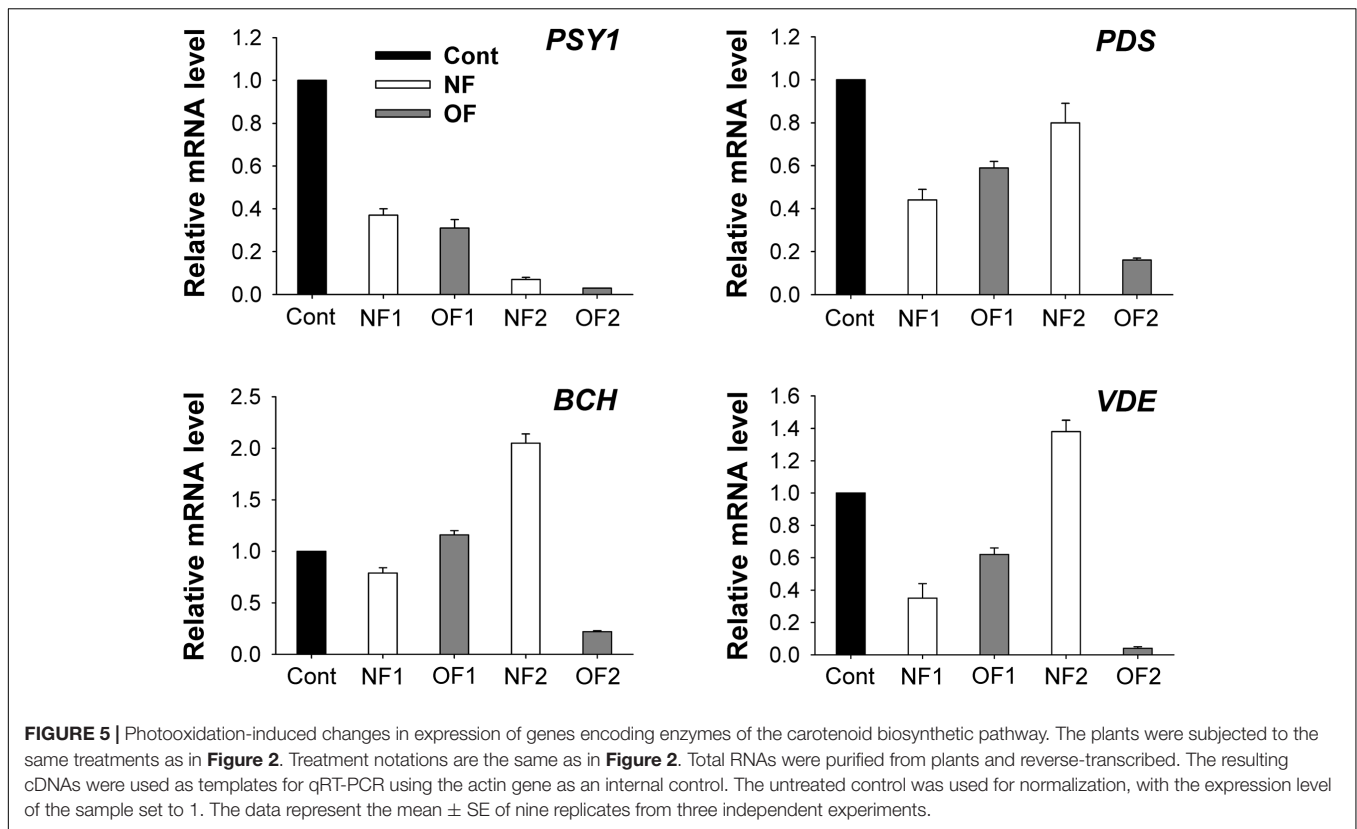 PSY1
Relative mRNA level
1.2
1.0
0.8
0.6
0.4
0.2
0.0
Cont
NF
OF
Cont NF1 OF1 NF2 OF2
PDS
Relative mRNA level
1.2
1.0
0.8
0.6
0.4
0.2
0.0
Cont NF1 OF1 NF2 OF2
BCH
Relative mRNA level
2.5
2.0
1.5
1.0
0.5
0.0
Cont NF1 OF1 NF2 OF2
VDE
Relative mRNA level
1.6
1.4
1.2
1.0
0.8
0.6
0.4
0.2
0.0
Cont NF1 OF1 NF2 OF2
FIGURE 5 | Photooxidation-induced changes in expression of genes encoding enzymes of the carotenoid biosynthetic pathway. The plants were subjected to the
same treatments as in Figure 2. Treatment notations are the same as in Figure 2. Total RNAs were purified from plants and reverse-transcribed. The resulting
cDNAs were used as templates for qRT-PCR using the actin gene as an internal control. The untreated control was used for normalization, with the expression level
of the sample set to 1. The data represent the mean ± SE of nine replicates from three independent experiments.